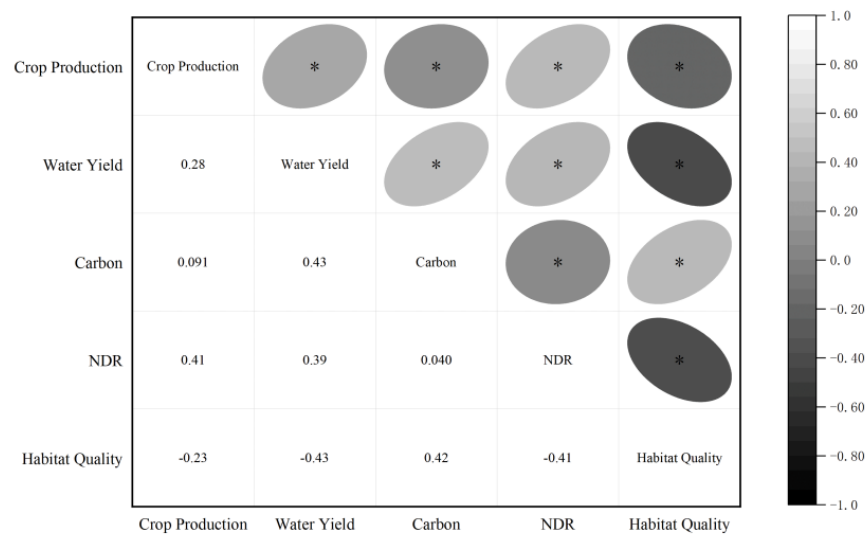 Crop Production Crop Production * * * *
Water Yield 0.28 Water Yield * * *
Carbon 0.091 0.43 Carbon * *
NDR 0.41 0.39 0.040 NDR *
Habitat Quality -0.23 -0.43 0.42 -0.41 Habitat Quality
Crop Production Water Yield Carbon NDR Habitat Quality
1.0
0.80
0.60
0.40
0.20
0.0
-0.20
-0.40
-0.60
-0.80
-1.0